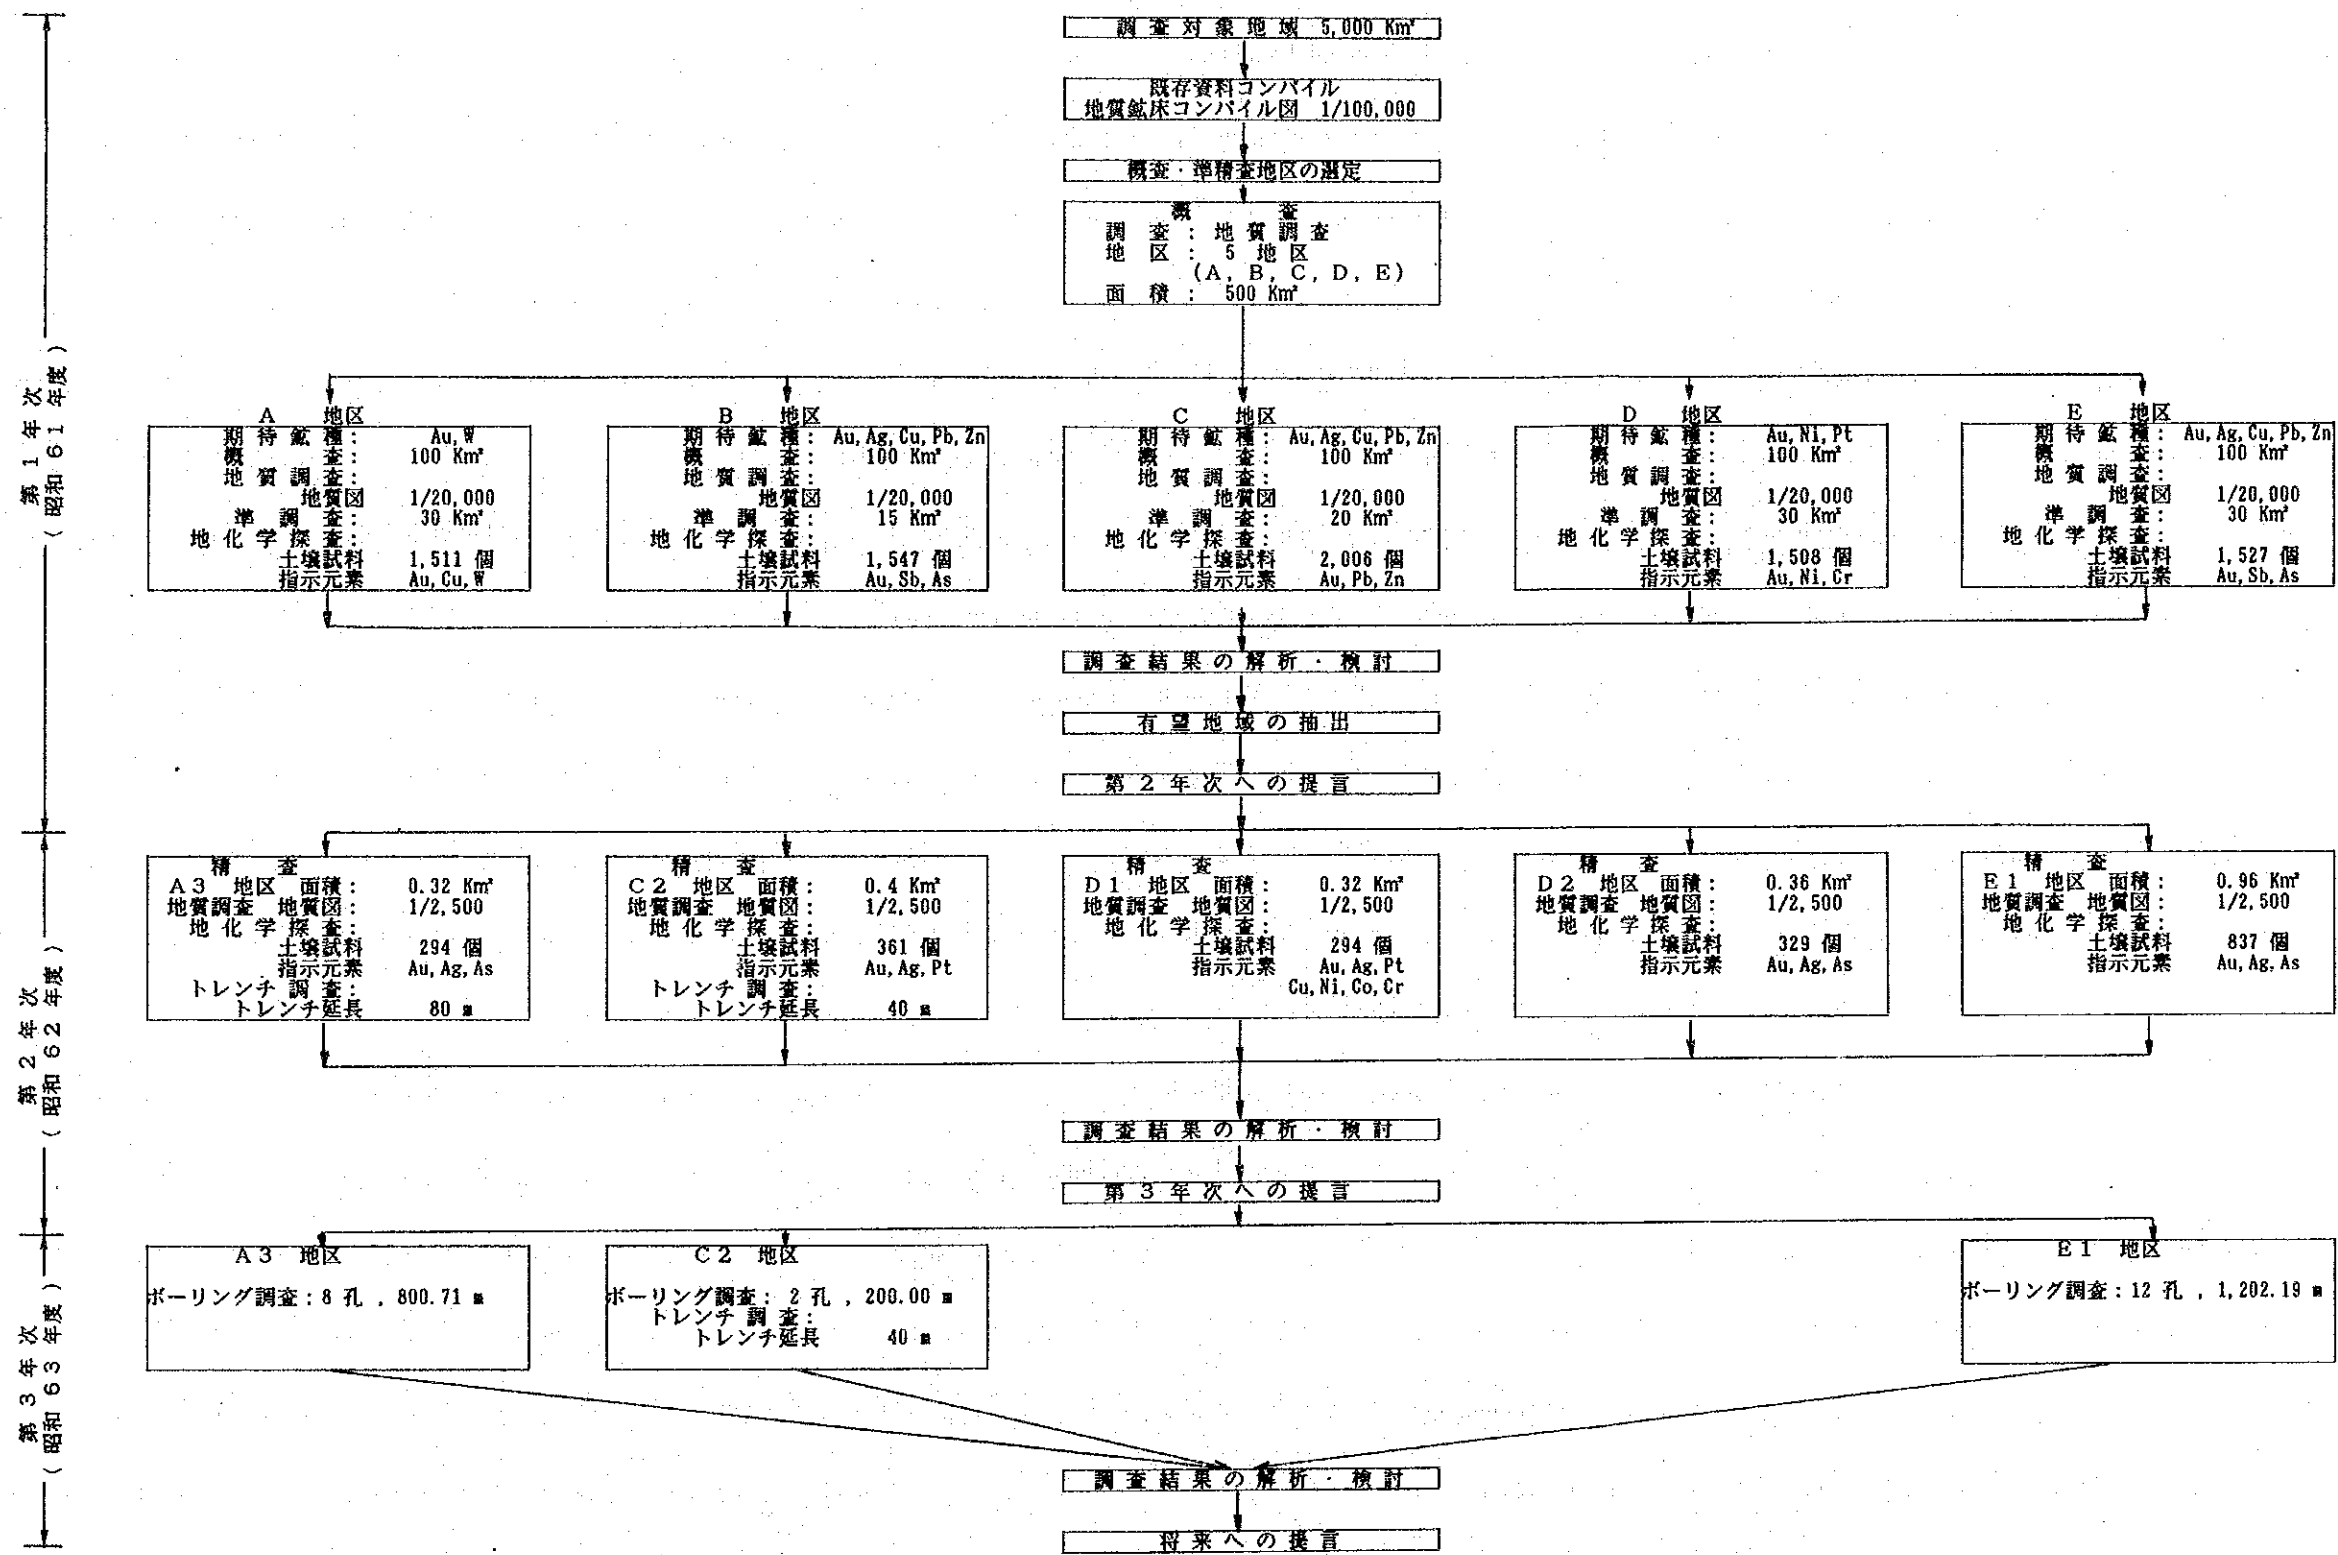 調査対象地域 5,000 Km²
既存資料コンパイル
地質鉱床コンパイル図 1/100,000
概査・準精査地区の選定
概査
調査: 地質調査
地区: 5 地区
(A, B, C, D, E)
面積: 500 Km²
第1年次
(昭和61年度)
A 地区
期待鉱種: Au,W
概査: 100 Km²
地質調査:
地質図 1/20,000
準調査: 30 Km²
地化学探査:
土壌試料 1,511 個
指示元素 Au,Cu,W
B 地区
期待鉱種: Au,Ag,Cu,Pb,Zn
概査: 100 Km²
地質調査:
地質図 1/20,000
準調査: 15 Km²
地化学探査:
土壌試料 1,547 個
指示元素 Au,Sb,As
C 地区
期待鉱種: Au,Ag,Cu,Pb,Zn
概査: 100 Km²
地質調査:
地質図 1/20,000
準調査: 20 Km²
地化学探査:
土壌試料 2,006 個
指示元素 Au,Pb,Zn
D 地区
期待鉱種: Au,Ni,Pt
概査: 100 Km²
地質調査:
地質図 1/20,000
準調査: 30 Km²
地化学探査:
土壌試料 1,508 個
指示元素 Au,Ni,Cr
E 地区
期待鉱種: Au,Ag,Cu,Pb,Zn
概査: 100 Km²
地質調査:
地質図 1/20,000
準調査: 30 Km²
地化学探査:
土壌試料 1,527 個
指示元素 Au,Sb,As
調査結果の解析・検討
有望地域の抽出
第2年次への提言
第2年次
(昭和62年度)
精査
A3 地区 面積: 0.32 Km²
地質調査 地質図: 1/2,500
地化学探査:
土壌試料 294 個
指示元素 Au,Ag,As
トレンチ調査:
トレンチ延長 80 m
精査
C2 地区 面積: 0.4 Km²
地質調査 地質図: 1/2,500
地化学探査:
土壌試料 361 個
指示元素 Au,Ag,Pt
トレンチ調査:
トレンチ延長 40 m
精査
D1 地区 面積: 0.32 Km²
地質調査 地質図: 1/2,500
地化学探査:
土壌試料 294 個
指示元素 Au,Ag,Pt
Cu,Ni,Co,Cr
精査
D2 地区 面積: 0.36 Km²
地質調査 地質図: 1/2,500
地化学探査:
土壌試料 329 個
指示元素 Au,Ag,As
精査
E1 地区 面積: 0.96 Km²
地質調査 地質図: 1/2,500
地化学探査:
土壌試料 837 個
指示元素 Au,Ag,As
調査結果の解析・検討
第3年次への提言
第3年次
(昭和63年度)
A3 地区
ボーリング調査:8 孔 , 800.71 m
C2 地区
ボーリング調査: 2 孔 , 200.00 m
トレンチ調査:
トレンチ延長 40 m
E1 地区
ボーリング調査:12 孔 , 1,202.19 m
調査結果の解析・検討
将来への提言